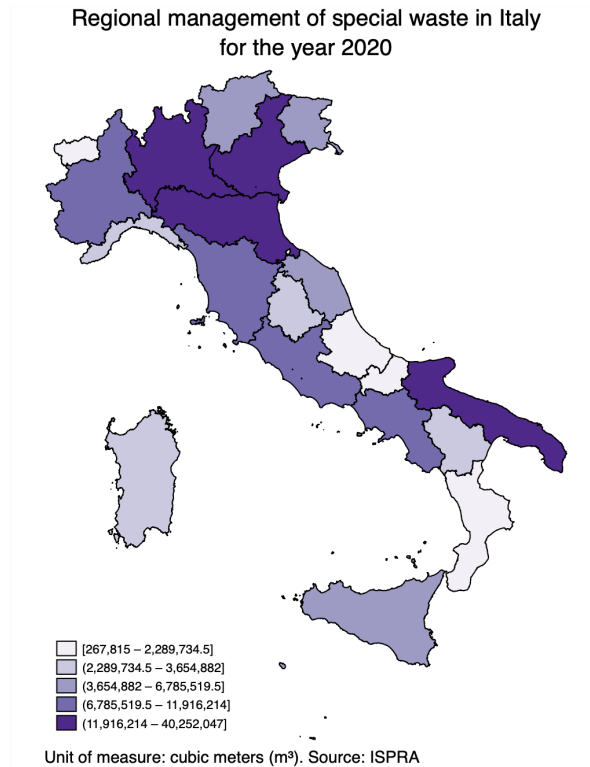 Regional management of special waste in Italy
for the year 2020
[267,815 – 2,289,734.5]
(2,289,734.5 – 3,654,882]
(3,654,882 – 6,785,519.5]
(6,785,519.5 – 11,916,214]
(11,916,214 – 40,252,047]
Unit of measure: cubic meters (m³). Source: ISPRA